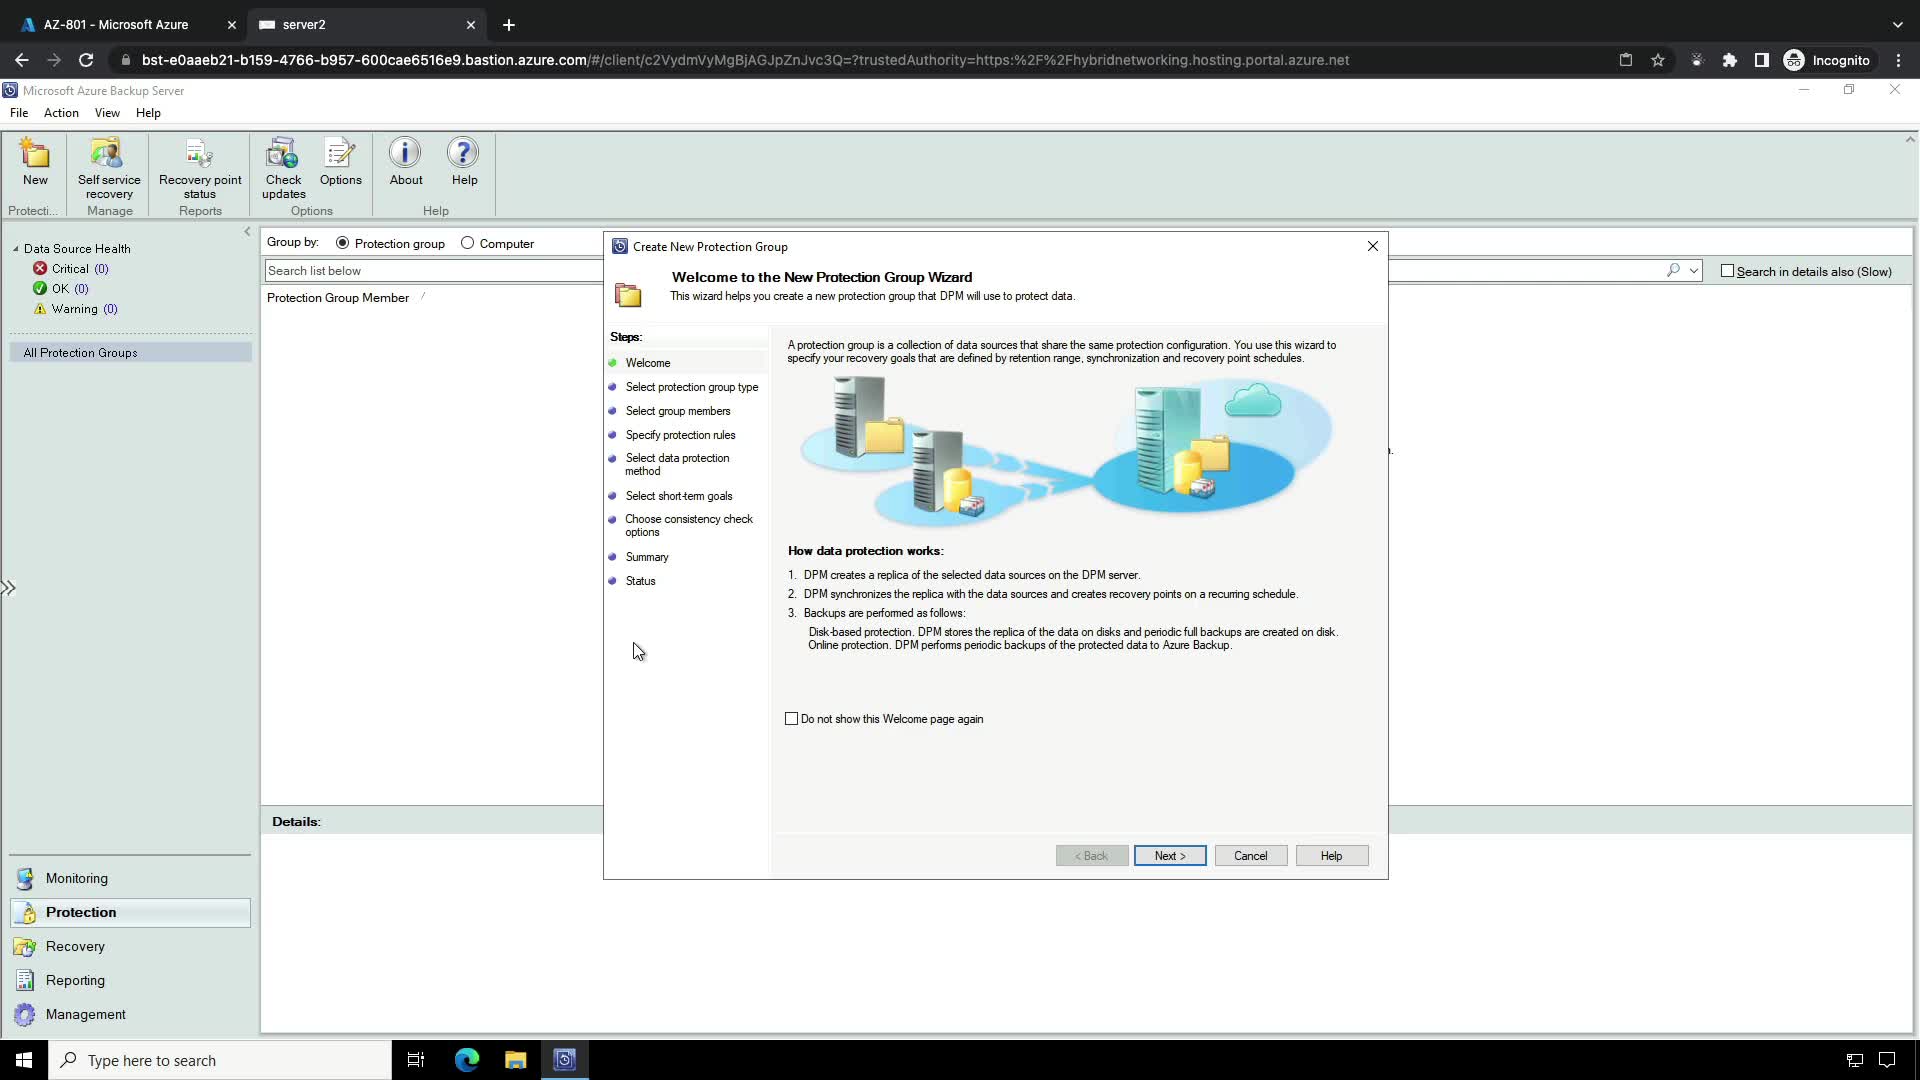 AZ-801 - Microsoft Azure
server2
bst-e0aaeb21-b159-4766-b957-600cae6516e9.bastion.azure.com/#/client/c2VydmVyMgBjAGJpZnJvc3Q=?trustedAuthority=https:%2F%2Fhybridnetworking.hosting.portal.azure.net
Incognito
Microsoft Azure Backup Server
File Action View Help
New
Self service
recovery
Recovery point
status
Check
updates
Options
About
Help
Protecti...
Manage
Reports
Options
Help
Data Source Health
Critical (0)
OK (0)
Warning (0)
All Protection Groups
Group by: Protection group Computer
Search list below
Search in details also (Slow)
Protection Group Member
Create New Protection Group
Welcome to the New Protection Group Wizard
This wizard helps you create a new protection group that DPM will use to protect data.
Steps:
Welcome
Select protection group type
Select group members
Specify protection rules
Select data protection
method
Select short-term goals
Choose consistency check
options
Summary
Status
A protection group is a collection of data sources that share the same protection configuration. You use this wizard to
specify your recovery goals that are defined by retention range, synchronization and recovery point schedules.
How data protection works:
1. DPM creates a replica of the selected data sources on the DPM server.
2. DPM synchronizes the replica with the data sources and creates recovery points on a recurring schedule.
3. Backups are performed as follows:
Disk-based protection. DPM stores the replica of the data on disks and periodic full backups are created on disk.
Online protection. DPM performs periodic backups of the protected data to Azure Backup.
Do not show this Welcome page again
< Back
Next >
Cancel
Help
Details:
Monitoring
Protection
Recovery
Reporting
Management
Type here to search